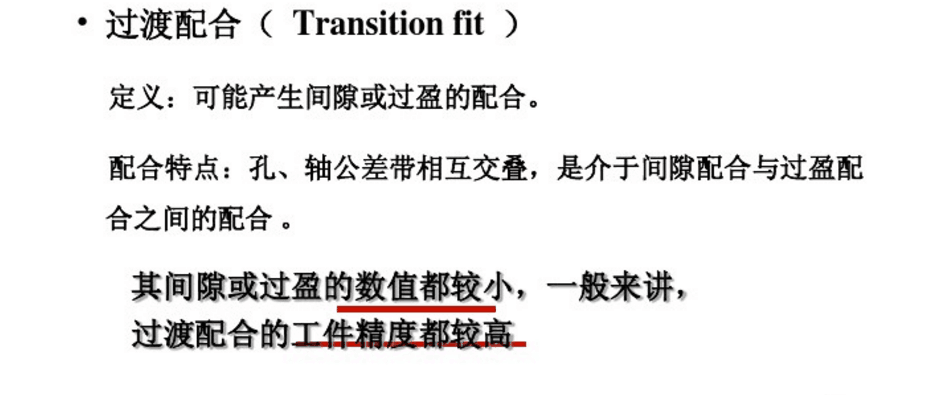 • 过渡配合（ Transition fit ）
定义：可能产生间隙或过盈的配合。
配合特点：孔、轴公差带相互交叠，是介于间隙配合与过盈配
合之间的配合 。
其间隙或过盈的数值都较小，一般来讲，
过渡配合的工件精度都较高